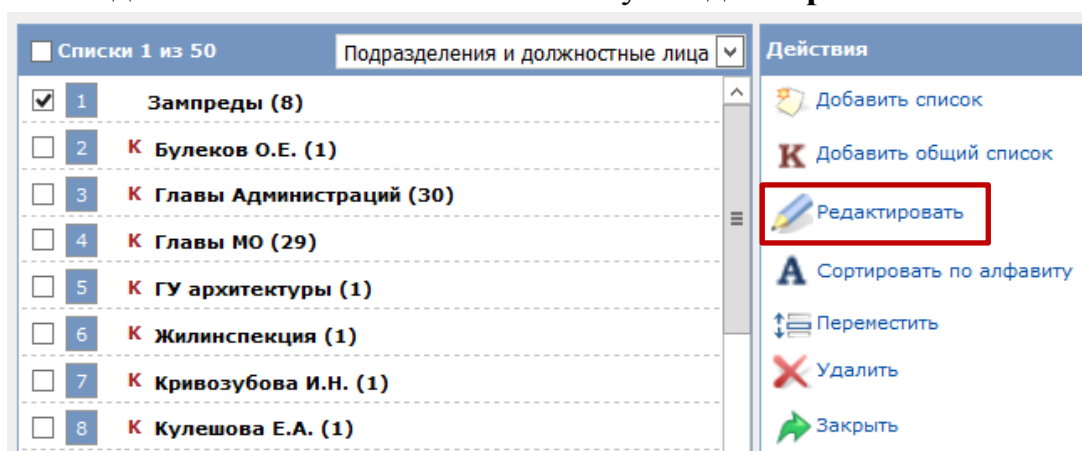 Списки 1 из 50
Подразделения и должностные лица
1 Зампреды (8)
2 К Булеков О.Е. (1)
3 К Главы Администраций (30)
4 К Главы МО (29)
5 К ГУ архитектуры (1)
6 К Жилинспекция (1)
7 К Кривозубова И.Н. (1)
8 К Кулешова Е.А. (1)
Действия
Добавить список
К Добавить общий список
Редактировать
А Сортировать по алфавиту
Переместить
Удалить
Закрыть